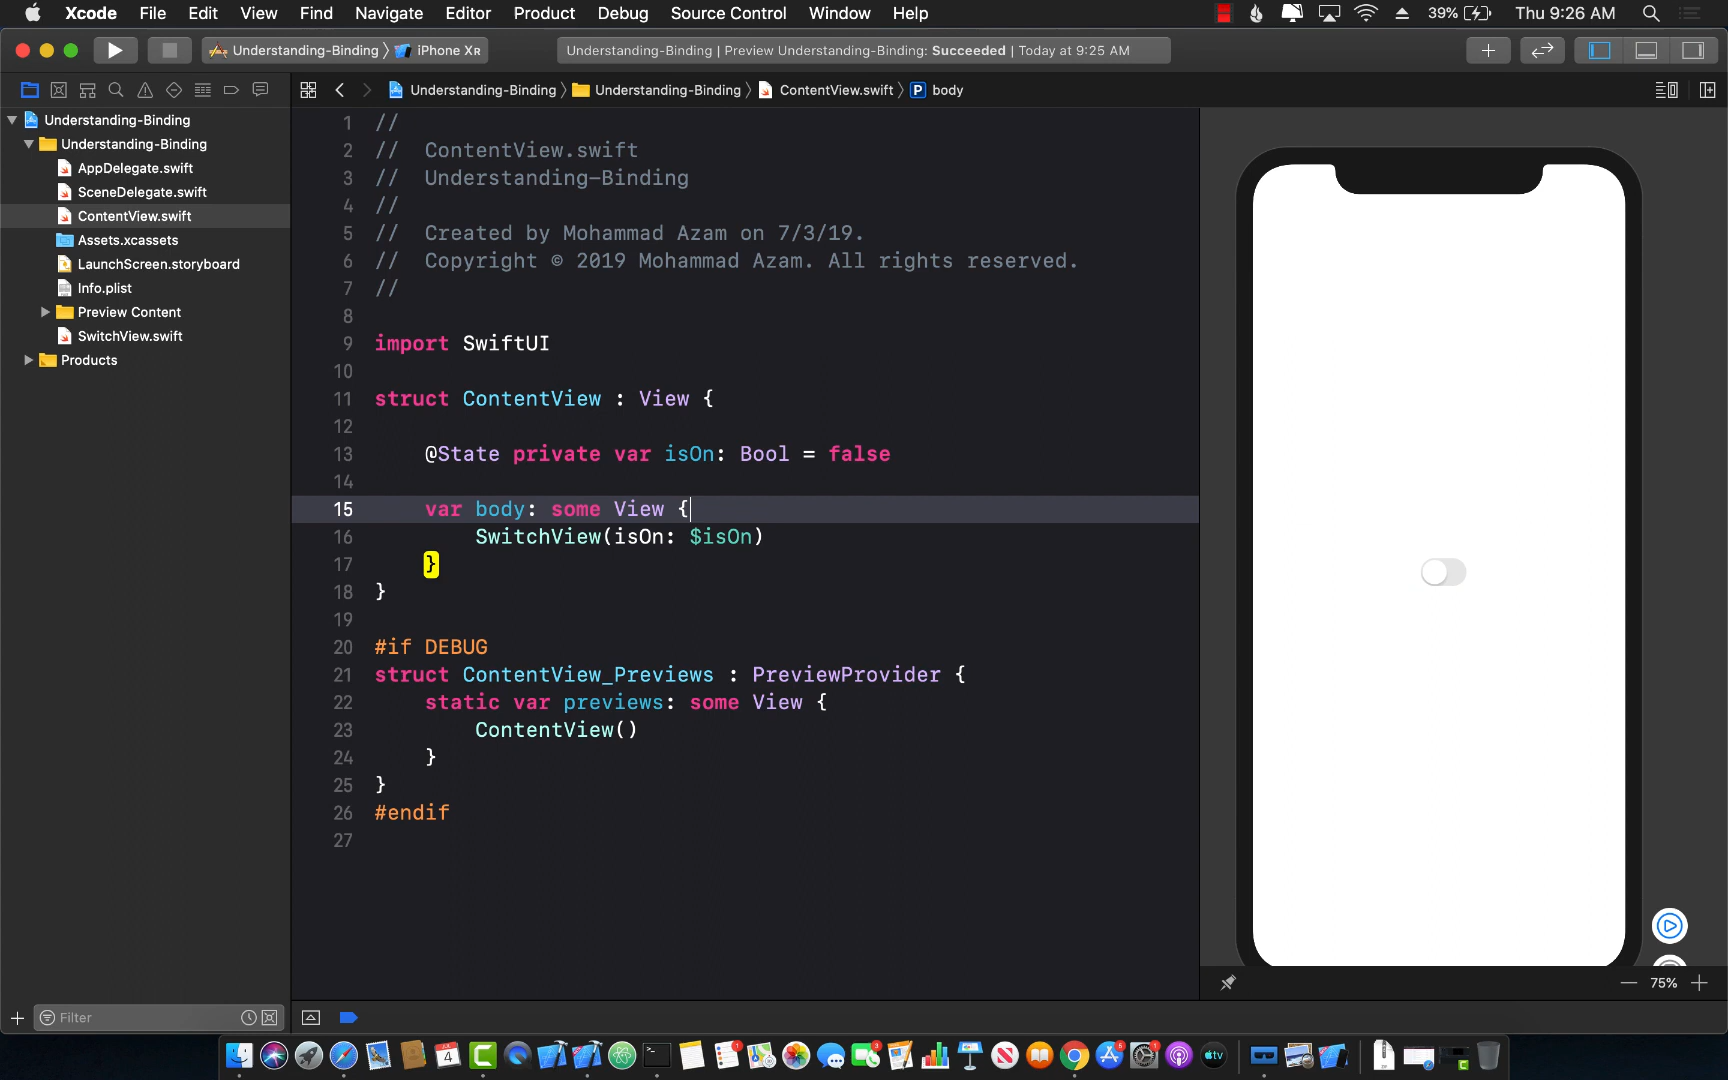 Xcode File Edit View Find Navigate Editor Product Debug Source Control Window Help 39% Thu 9:26 AM
Understanding-Binding iPhone XR Understanding-Binding | Preview Understanding-Binding: Succeeded | Today at 9:25 AM
Understanding-Binding Understanding-Binding ContentView.swift P body
Understanding-Binding
Understanding-Binding
AppDelegate.swift
SceneDelegate.swift
ContentView.swift
Assets.xcassets
LaunchScreen.storyboard
Info.plist
Preview Content
SwitchView.swift
Products
1 //
2 // ContentView.swift
3 // Understanding-Binding
4 //
5 // Created by Mohammad Azam on 7/3/19.
6 // Copyright © 2019 Mohammad Azam. All rights reserved.
7 //
8
9 import SwiftUI
10
11 struct ContentView : View {
12
13 @State private var isOn: Bool = false
14
15 var body: some View {
16 SwitchView(isOn: $isOn)
17 }
18 }
19
20 #if DEBUG
21 struct ContentView_Previews : PreviewProvider {
22 static var previews: some View {
23 ContentView()
24 }
25 }
26 #endif
27
75%
Filter
4
tv